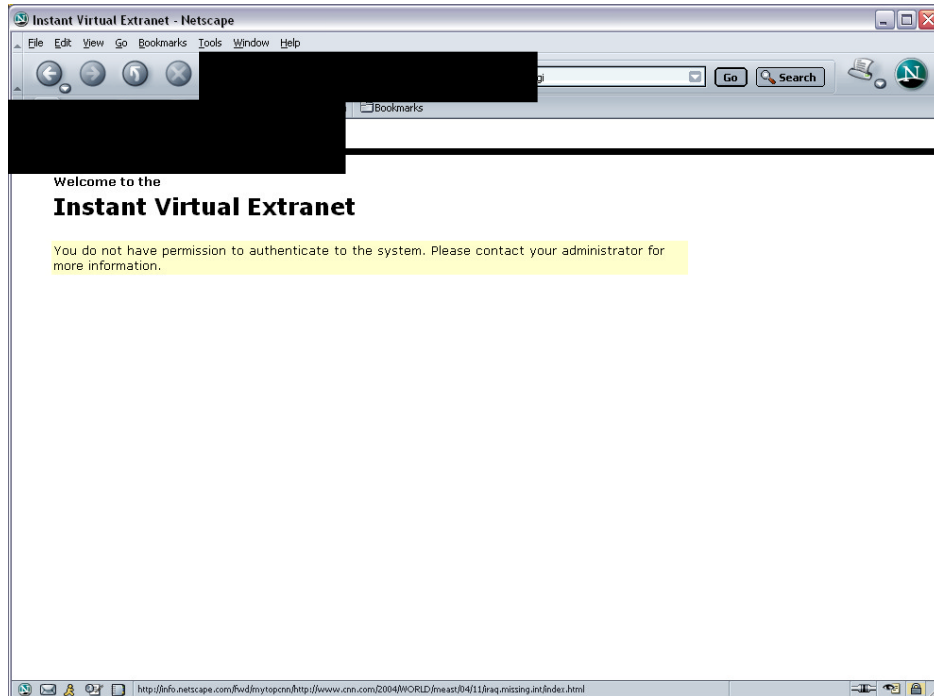 Instant Virtual Extranet - Netscape
File Edit View Go Bookmarks Tools Window Help
Go Search N
Bookmarks
Welcome to the
Instant Virtual Extranet
You do not have permission to authenticate to the system. Please contact your administrator for
more information.
http://info.netscape.com/fwd/mytopcnn/http://www.cnn.com/2004/WORLD/meast/04/11/iraq.missing.int/index.html